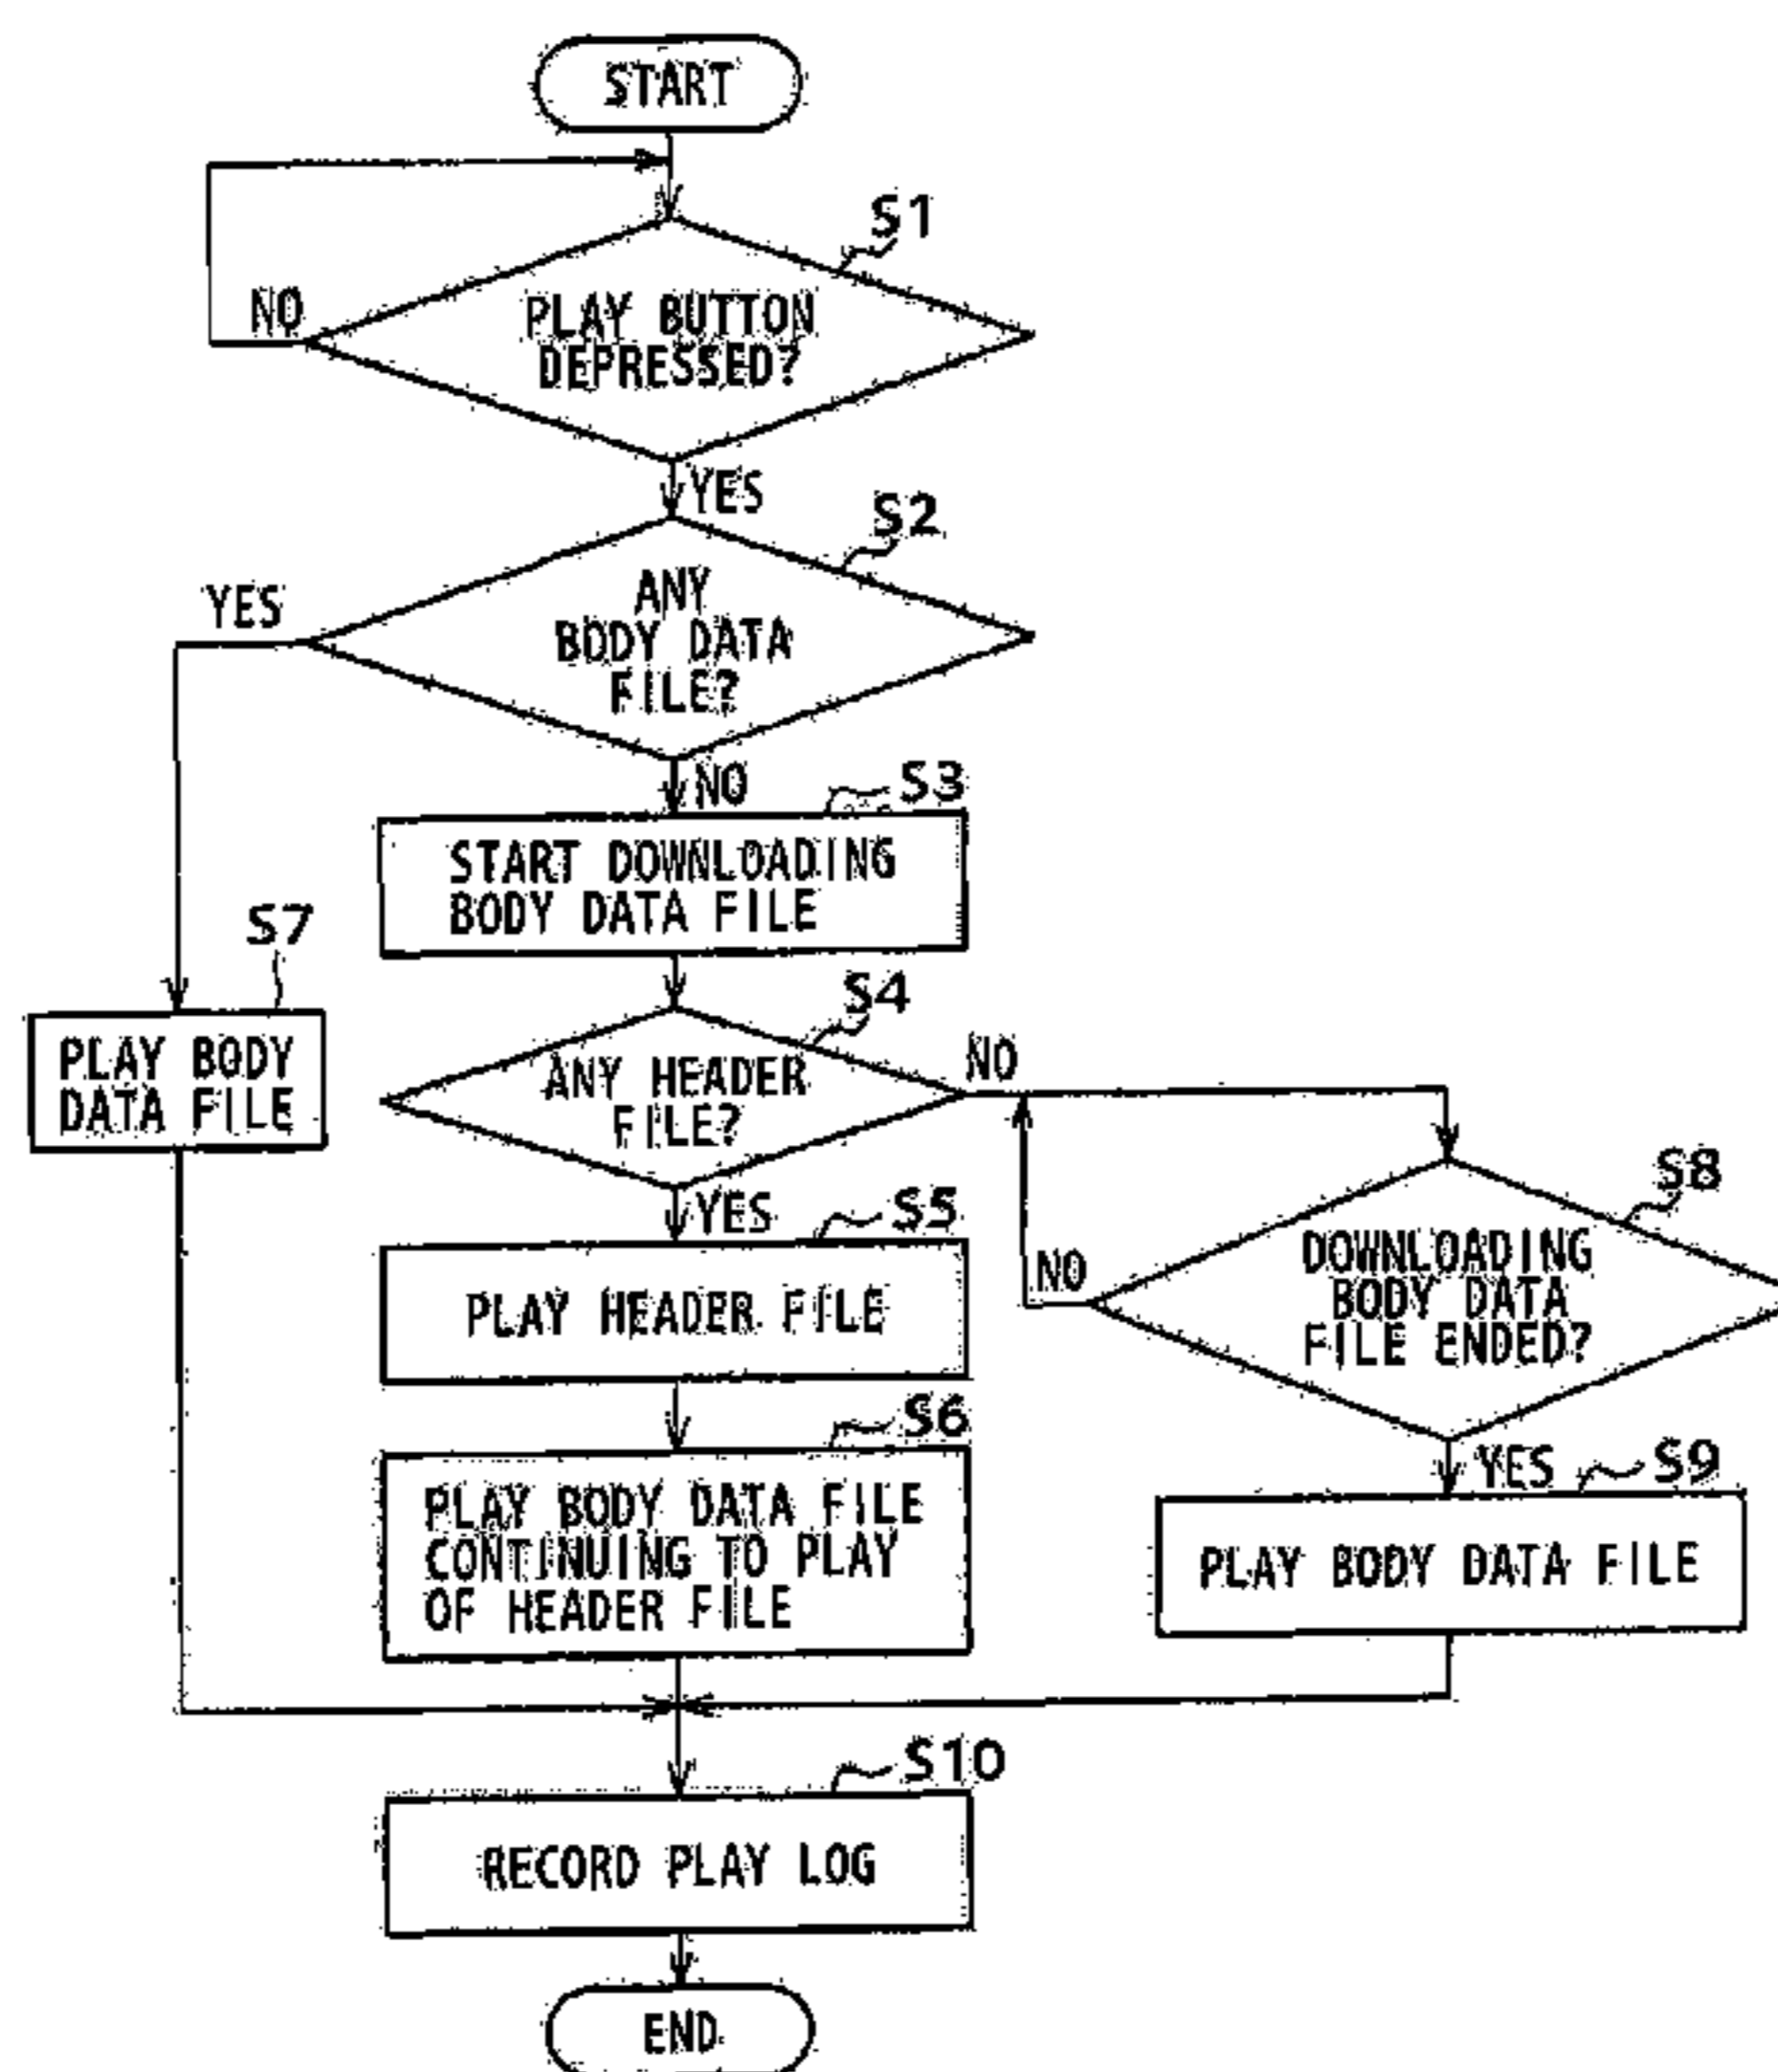 START
S1
NO
PLAY BUTTON
DEPRESSED?
YES
S2
YES
ANY
BODY DATA
FILE?
NO
S3
START DOWNLOADING
BODY DATA FILE
S7
PLAY BODY
DATA FILE
S4
NO
ANY HEADER
FILE?
YES
S5
PLAY HEADER FILE
S8
NO
DOWNLOADING
BODY DATA
FILE ENDED?
S6
PLAY BODY DATA FILE
CONTINUING TO PLAY
OF HEADER FILE
YES
S9
PLAY BODY DATA FILE
S10
RECORD PLAY LOG
END